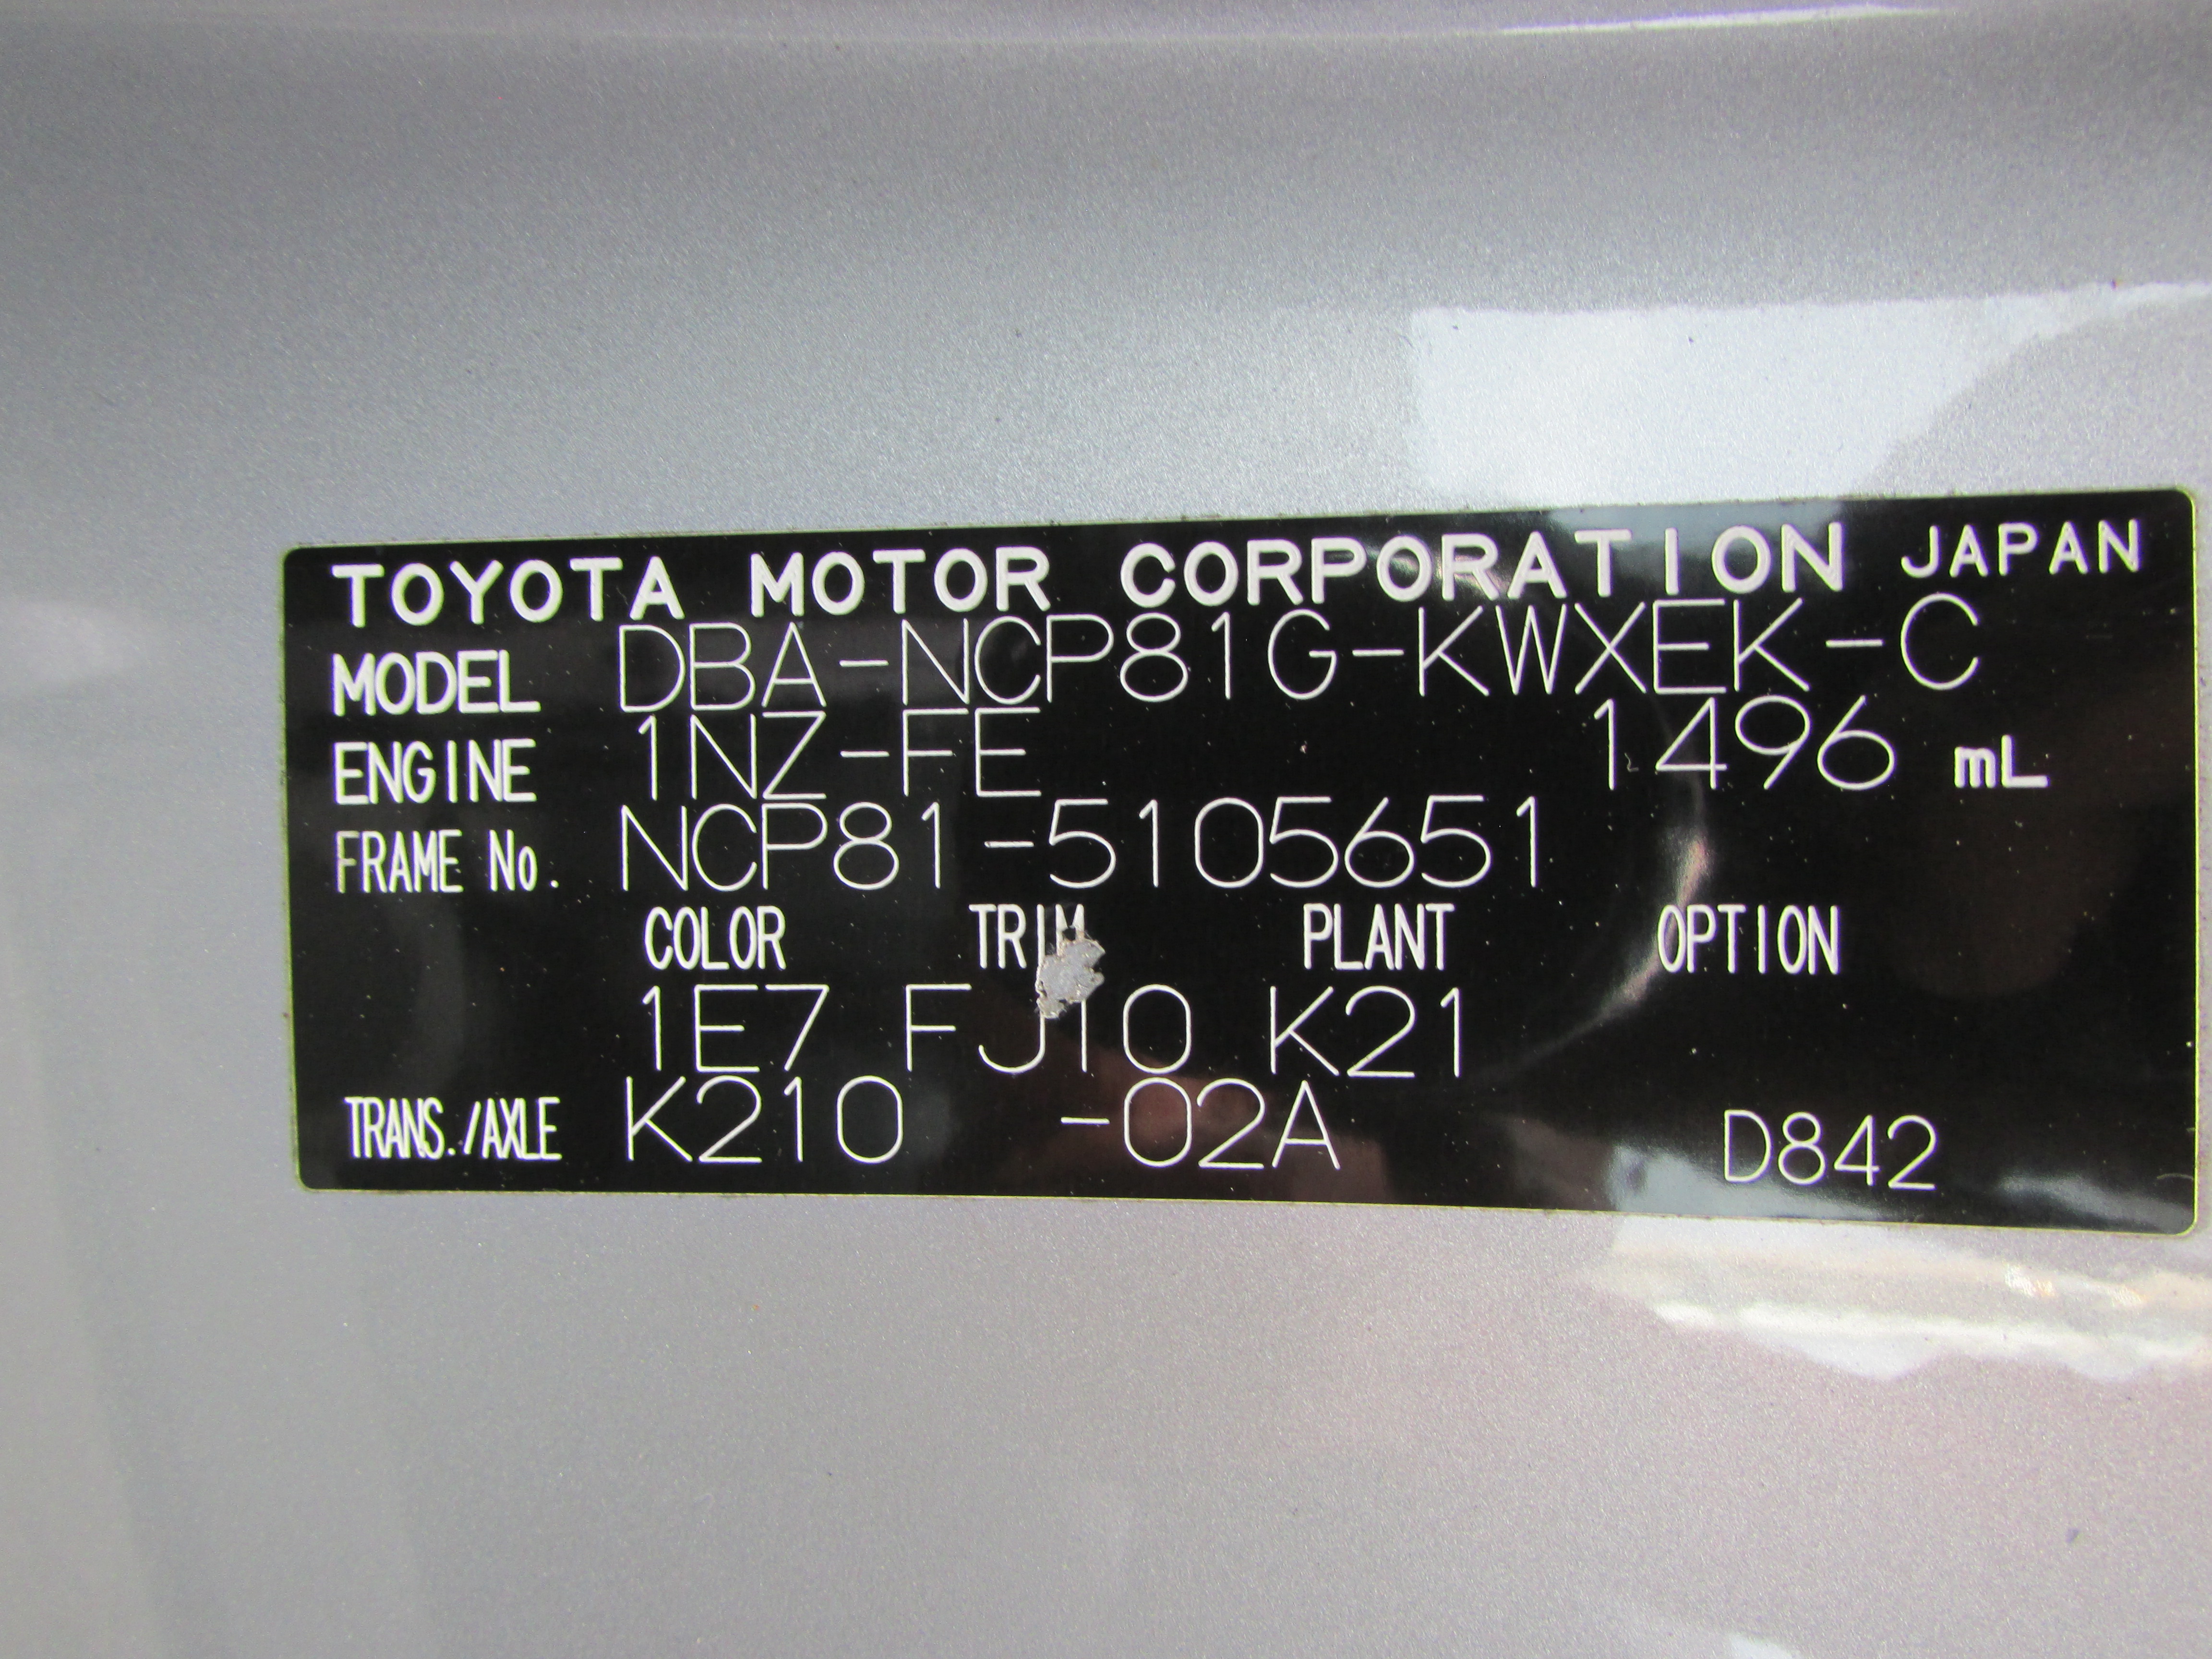 TOYOTA MOTOR CORPORATION JAPAN
MODEL DBA-NCP81G-KWXEK-C
ENGINE 1NZ-FE 1496 mL
FRAME No. NCP81-5105651
COLOR TRIM PLANT OPTION
1E7 FJ10 K21
TRANS./AXLE K210 -02A D842